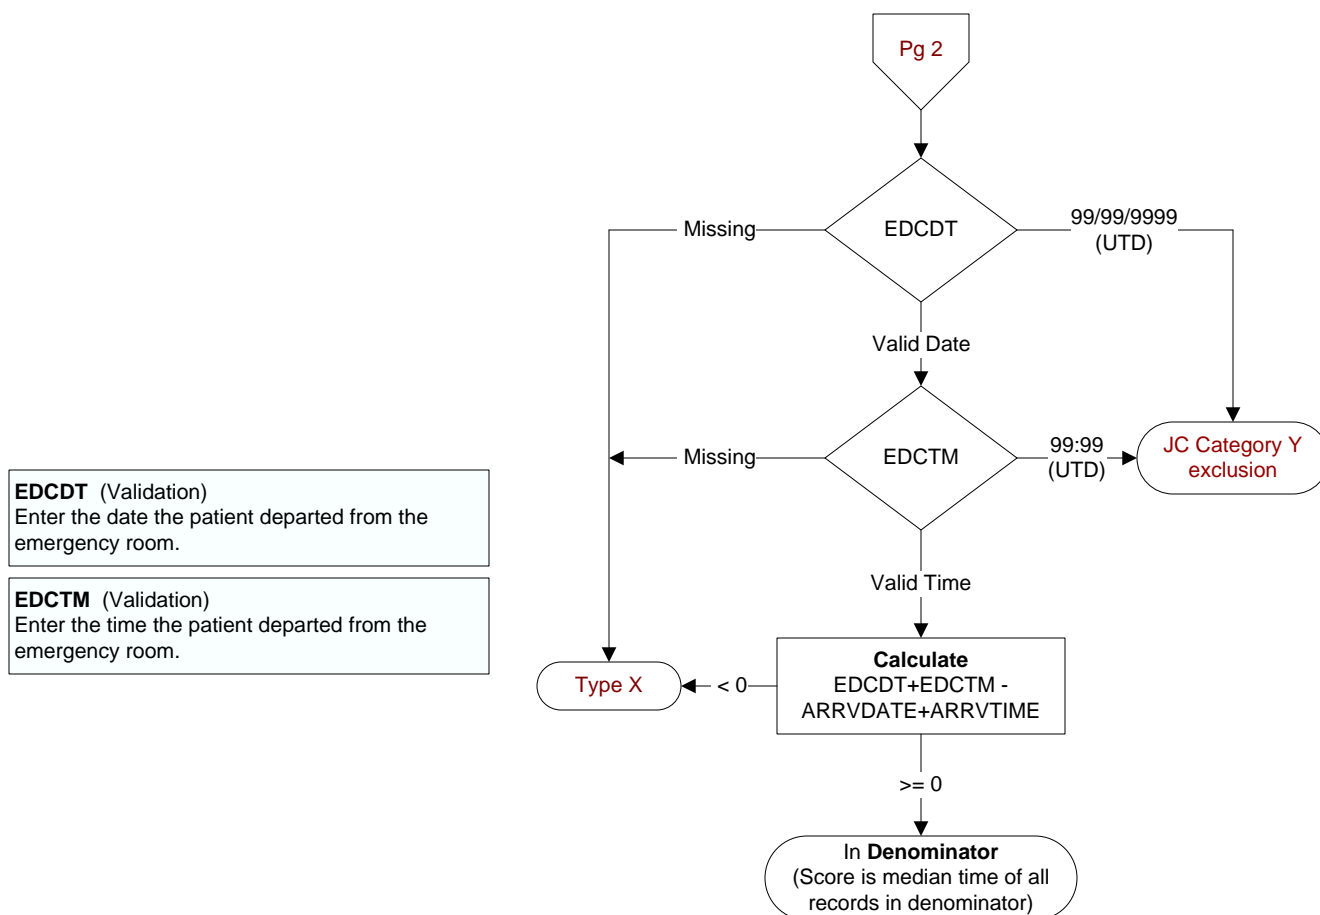 Pg 2
Missing
EDCDT
99/99/9999
(UTD)
Valid Date
Missing
EDCTM
99:99
(UTD)
JC Category Y
exclusion
EDCDT (Validation)
Enter the date the patient departed from the
emergency room.
EDCTM (Validation)
Enter the time the patient departed from the
emergency room.
Valid Time
Type X
< 0
Calculate
EDCDT+EDCTM -
ARRVDATE+ARRVTIME
>= 0
In Denominator
(Score is median time of all
records in denominator)